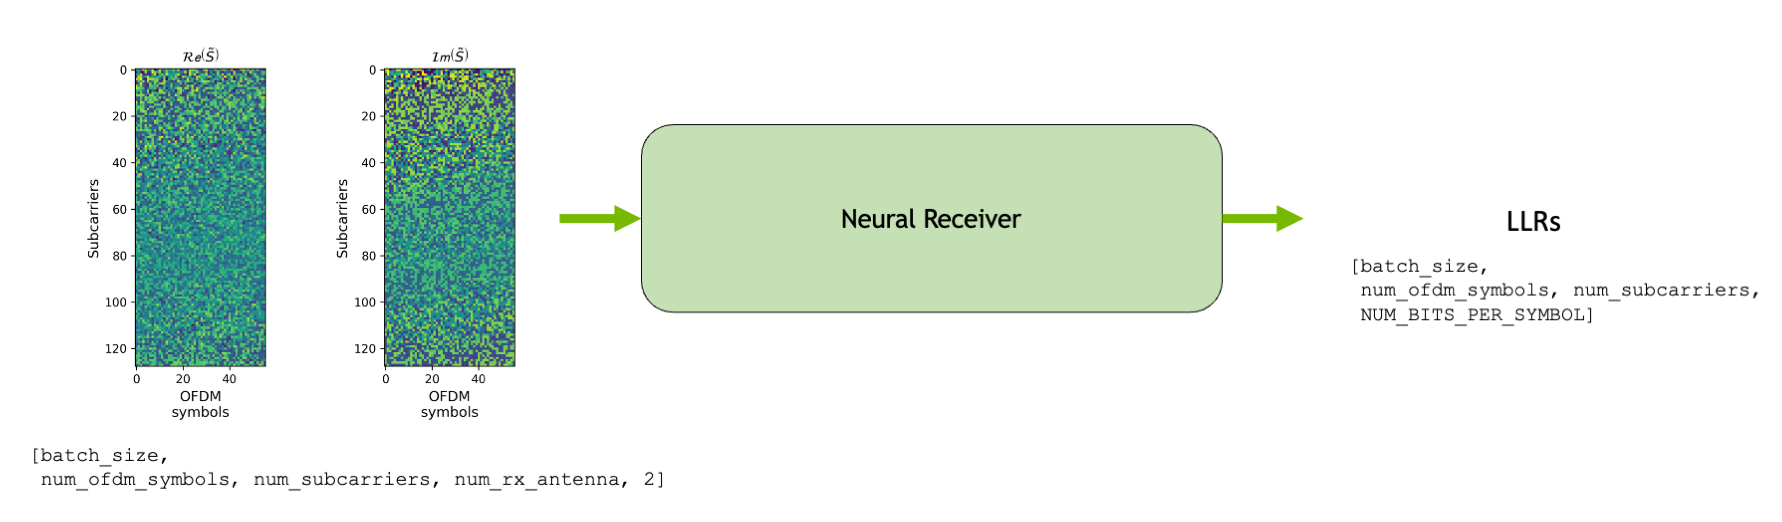 Re(S̃)
0
20
40
60
80
100
120
Subcarriers
0 20 40
OFDM
symbols
Im(S̃)
0
20
40
60
80
100
120
Subcarriers
0 20 40
OFDM
symbols
[batch_size,
num_ofdm_symbols, num_subcarriers, num_rx_antenna, 2]
Neural Receiver
LLRs
[batch_size,
num_ofdm_symbols, num_subcarriers,
NUM_BITS_PER_SYMBOL]